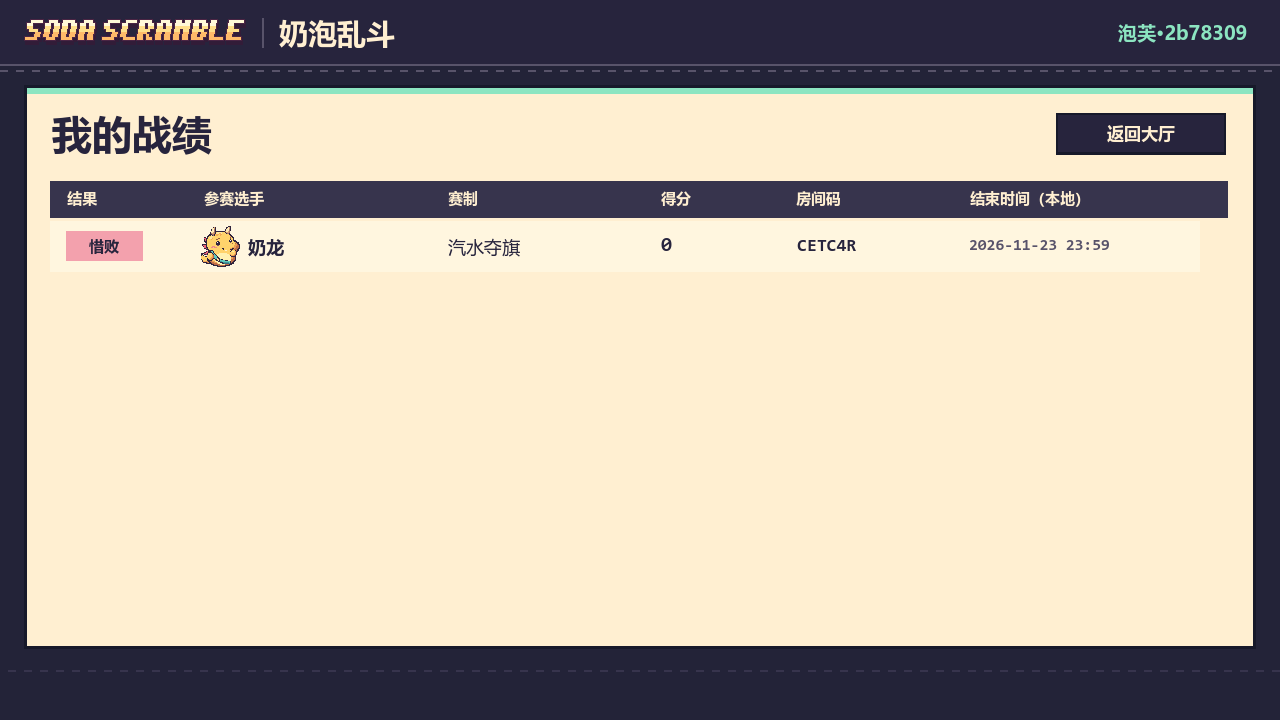 SODA SCRAMBLE 奶泡乱斗 泡芙•2b78309
我的战绩 返回大厅
结果 参赛选手 赛制 得分 房间码 结束时间（本地）
惜败 奶龙 汽水夺旗 0 CETC4R 2026-11-23 23:59